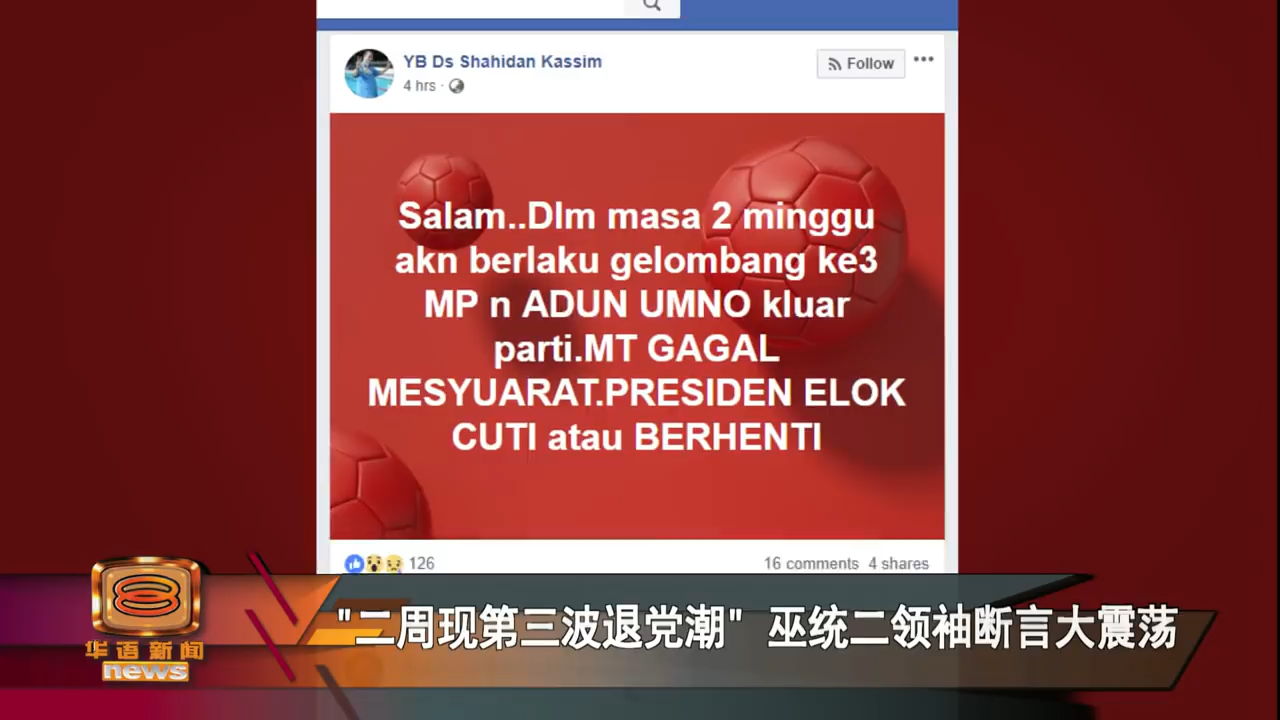 YB Ds Shahidan Kassim
Follow
4 hrs ·
Salam..Dlm masa 2 minggu
akn berlaku gelombang ke3
MP n ADUN UMNO kluar
parti.MT GAGAL
MESYUARAT.PRESIDEN ELOK
CUTI atau BERHENTI
126
16 comments 4 shares
"二周现第三波退党潮" 巫统二领袖断言大震荡
8
华语新闻
news